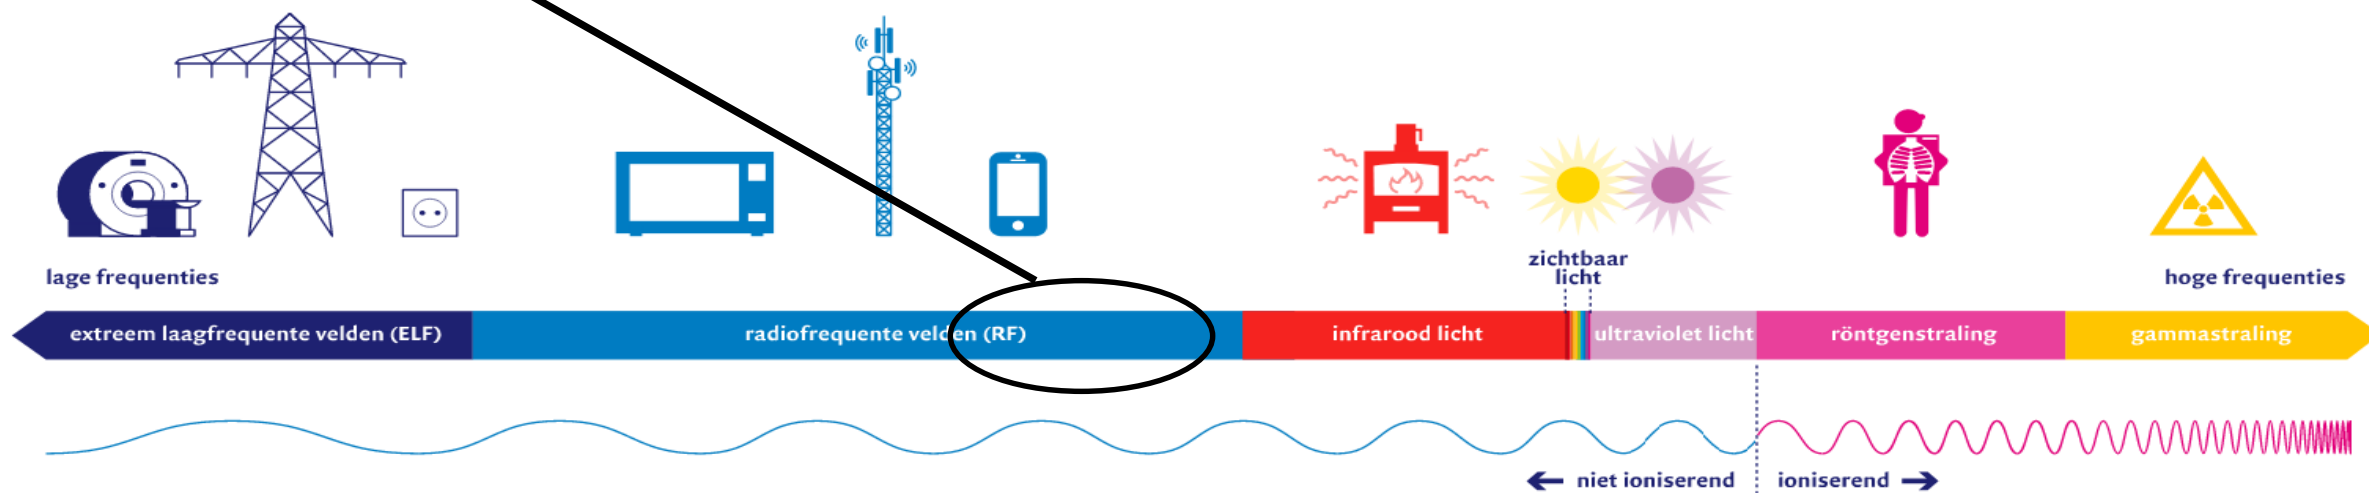 zichtbaar
licht
lage frequenties
hoge frequenties
extreem laagfrequente velden (ELF)
radiofrequente velden (RF)
infrarood licht
ultraviolet licht
röntgenstraling
gammastraling
niet ioniserend
ioniserend